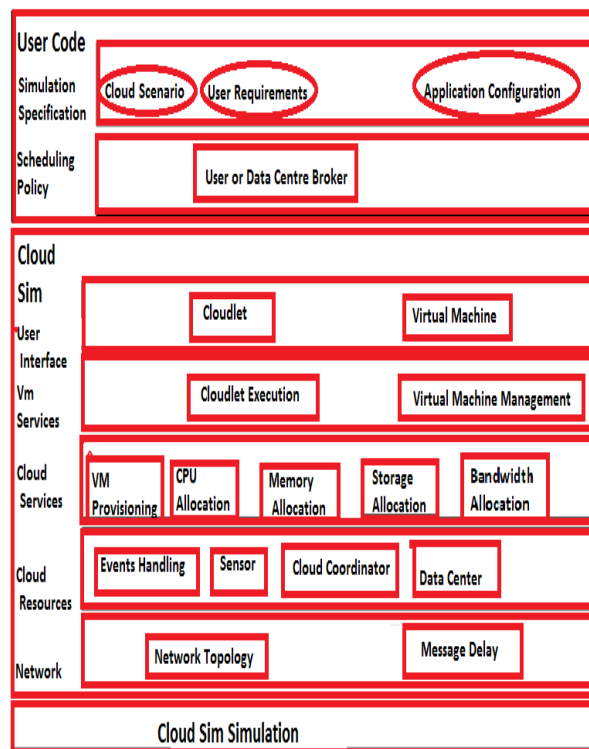 User Code
Simulation
Specification
Cloud Scenario
User Requirements
Application Configuration
Scheduling
Policy
User or Data Centre Broker
Cloud
Sim
User
Interface
Cloudlet
Virtual Machine
Vm
Services
Cloudlet Execution
Virtual Machine Management
Cloud
Services
VM
Provisioning
CPU
Allocation
Memory
Allocation
Storage
Allocation
Bandwidth
Allocation
Cloud
Resources
Events Handling
Sensor
Cloud Coordinator
Data Center
Network
Network Topology
Message Delay
Cloud Sim Simulation